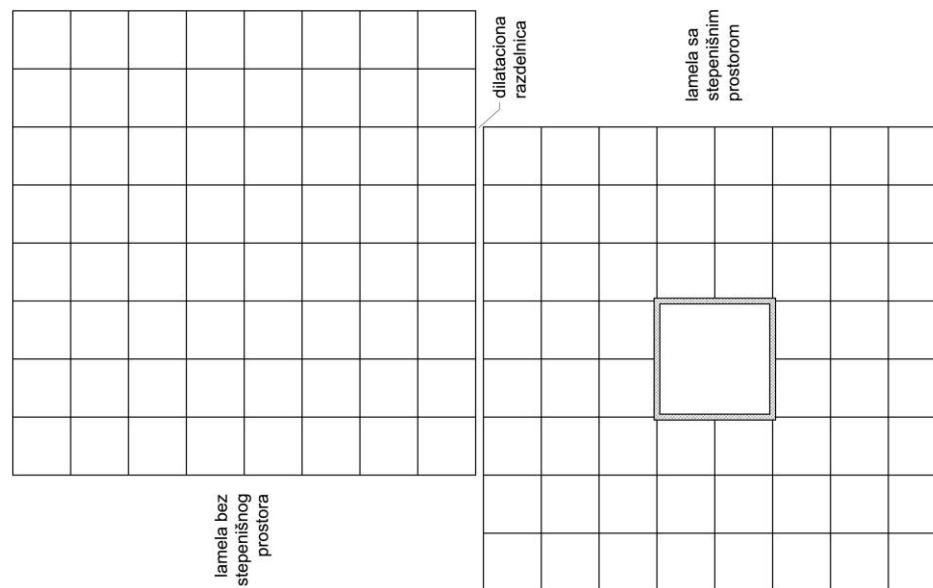 dilataciona
razdelnica
lamela sa
stepenišnim
prostorom
lamela bez
stepenišnog
prostora